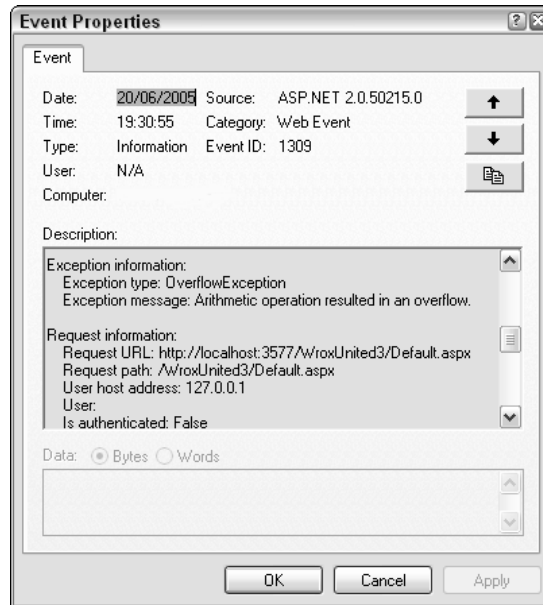 Event Properties
Event
Date: 20/06/2005 Source: ASP.NET 2.0.50215.0
Time: 19:30:55 Category: Web Event
Type: Information Event ID: 1309
User: N/A
Computer:
Description:
Exception information:
Exception type: OverflowException
Exception message: Arithmetic operation resulted in an overflow.
Request information:
Request URL: http://localhost:3577/WroxUnited3/Default.aspx
Request path: /WroxUnited3/Default.aspx
User host address: 127.0.0.1
User:
Is authenticated: False
Data: Bytes Words
OK Cancel Apply